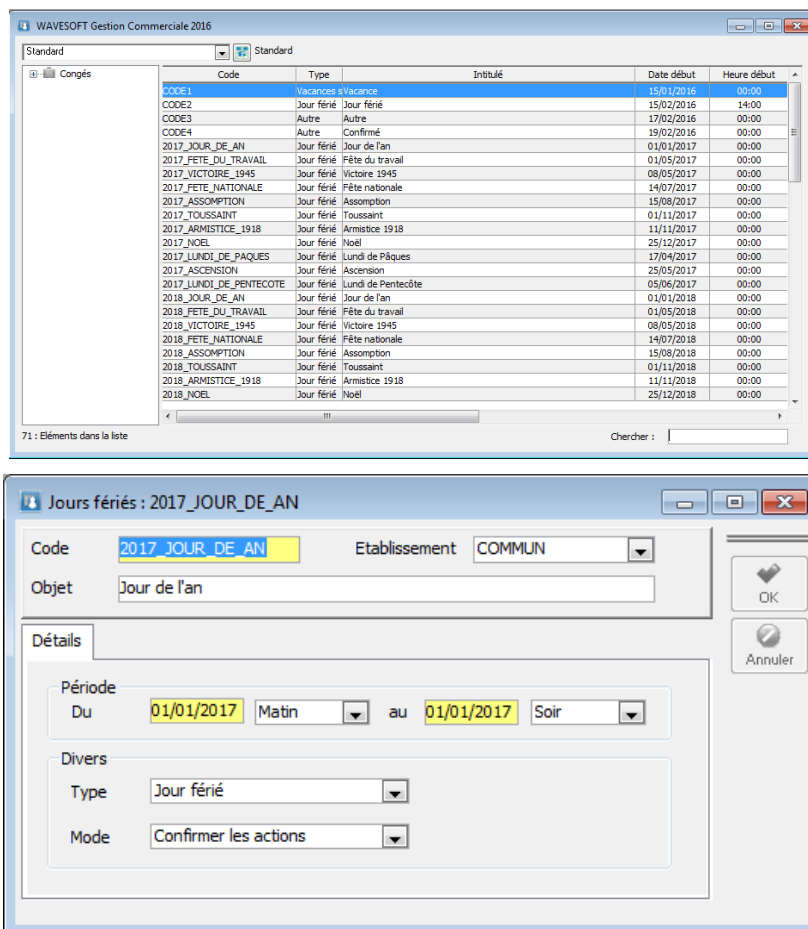 WAVESOFT Gestion Commerciale 2016
Standard Standard
Congés
Code Type Intitulé Date début Heure début
CODE1 Vacances s Vacance 15/01/2016 00:00
CODE2 Jour férié Jour férié 15/02/2016 14:00
CODE3 Autre Autre 17/02/2016 00:00
CODE4 Autre Confirmé 19/02/2016 00:00
2017_JOUR_DE_AN Jour férié Jour de l'an 01/01/2017 00:00
2017_FETE_DU_TRAVAIL Jour férié Fête du travail 01/05/2017 00:00
2017_VICTOIRE_1945 Jour férié Victoire 1945 08/05/2017 00:00
2017_FETE_NATIONALE Jour férié Fête nationale 14/07/2017 00:00
2017_ASSOMPTION Jour férié Assomption 15/08/2017 00:00
2017_TOUSSAINT Jour férié Toussaint 01/11/2017 00:00
2017_ARMISTICE_1918 Jour férié Armistice 1918 11/11/2017 00:00
2017_NOEL Jour férié Noël 25/12/2017 00:00
2017_LUNDI_DE_PAQUES Jour férié Lundi de Pâques 17/04/2017 00:00
2017_ASCENSION Jour férié Ascension 25/05/2017 00:00
2017_LUNDI_DE_PENTECOTE Jour férié Lundi de Pentecôte 05/06/2017 00:00
2018_JOUR_DE_AN Jour férié Jour de l'an 01/01/2018 00:00
2018_FETE_DU_TRAVAIL Jour férié Fête du travail 01/05/2018 00:00
2018_VICTOIRE_1945 Jour férié Victoire 1945 08/05/2018 00:00
2018_FETE_NATIONALE Jour férié Fête nationale 14/07/2018 00:00
2018_ASSOMPTION Jour férié Assomption 15/08/2018 00:00
2018_TOUSSAINT Jour férié Toussaint 01/11/2018 00:00
2018_ARMISTICE_1918 Jour férié Armistice 1918 11/11/2018 00:00
2018_NOEL Jour férié Noël 25/12/2018 00:00
71 : Eléments dans la liste Chercher :
Jours fériés : 2017_JOUR_DE_AN
Code 2017_JOUR_DE_AN Etablissement COMMUN
Objet Jour de l'an
OK
Annuler
Détails
Période
Du 01/01/2017 Matin au 01/01/2017 Soir
Divers
Type Jour férié
Mode Confirmer les actions